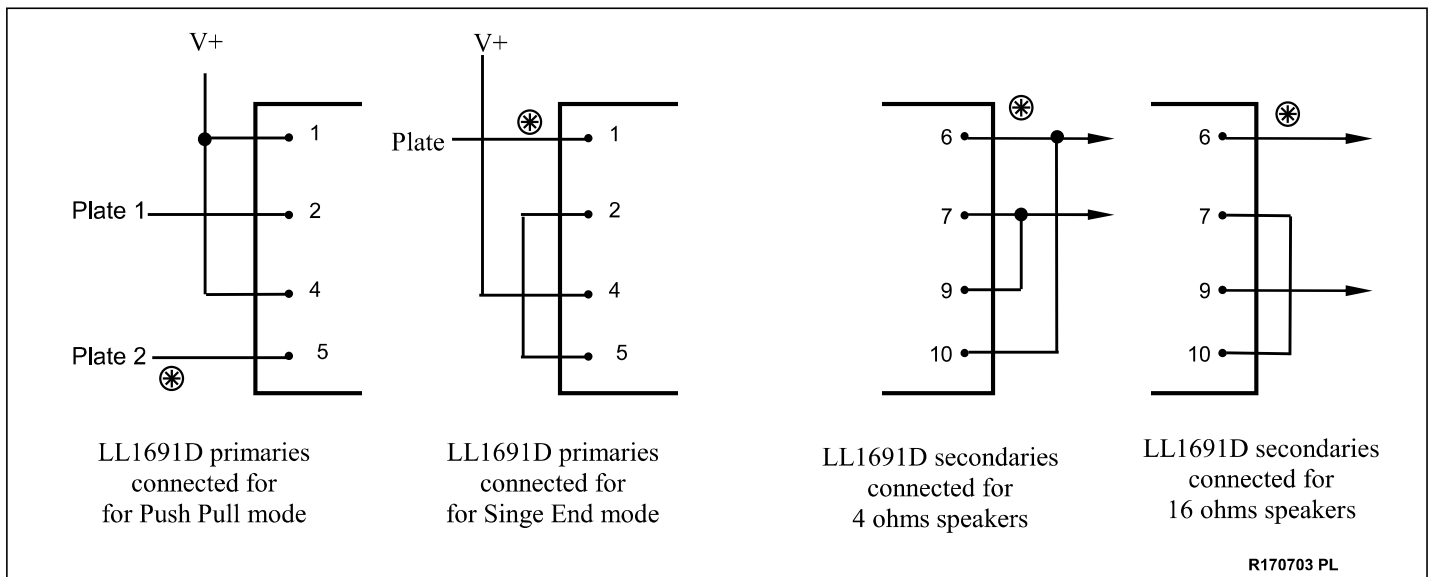 V+
1
Plate 1
2
4
Plate 2
5
LL1691D primaries
connected for
for Push Pull mode
V+
Plate
1
2
4
5
LL1691D primaries
connected for
for Singe End mode
6
7
9
10
LL1691D secondaries
connected for
4 ohms speakers
6
7
9
10
LL1691D secondaries
connected for
16 ohms speakers
R170703 PL